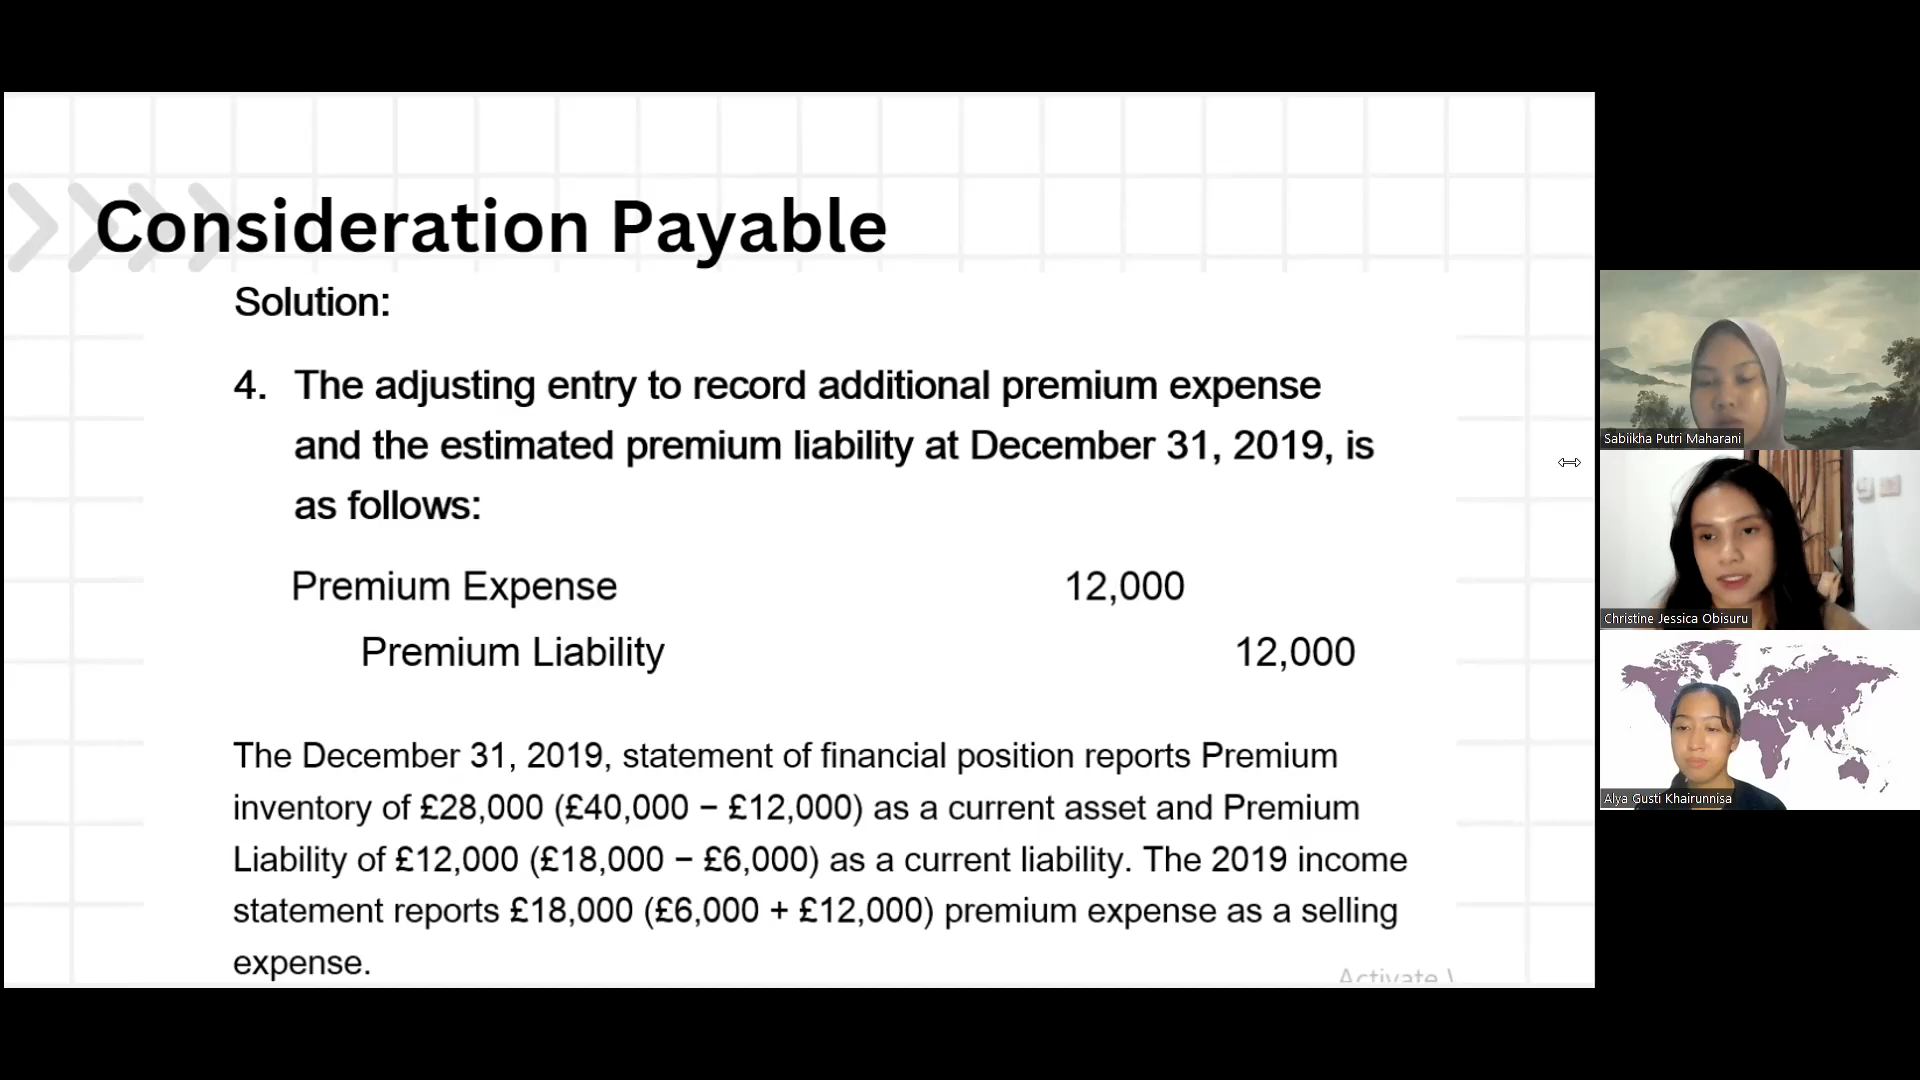 Consideration Payable
Solution:
4. The adjusting entry to record additional premium expense
and the estimated premium liability at December 31, 2019, is
as follows:
Premium Expense 12,000
Premium Liability 12,000
The December 31, 2019, statement of financial position reports Premium
inventory of £28,000 (£40,000 − £12,000) as a current asset and Premium
Liability of £12,000 (£18,000 − £6,000) as a current liability. The 2019 income
statement reports £18,000 (£6,000 + £12,000) premium expense as a selling
expense.
Activate
Sabiikha Putri Maharani
Christine Jessica Obisuru
Alya Gusti Khairunnisa